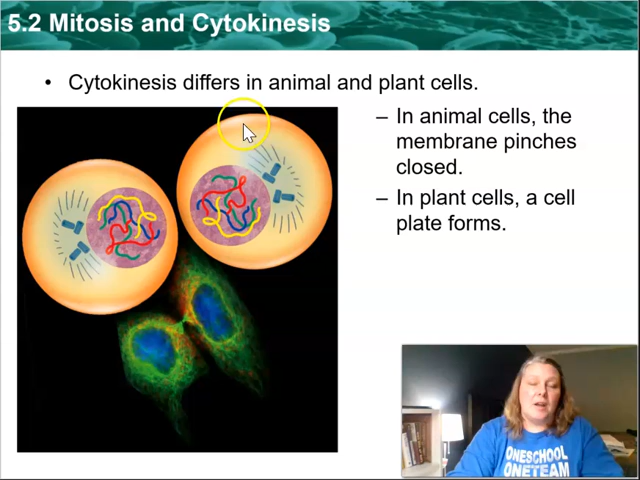 5.2 Mitosis and Cytokinesis
• Cytokinesis differs in animal and plant cells.
– In animal cells, the
membrane pinches
closed.
– In plant cells, a cell
plate forms.
ONESCHOOL
ONETEAM